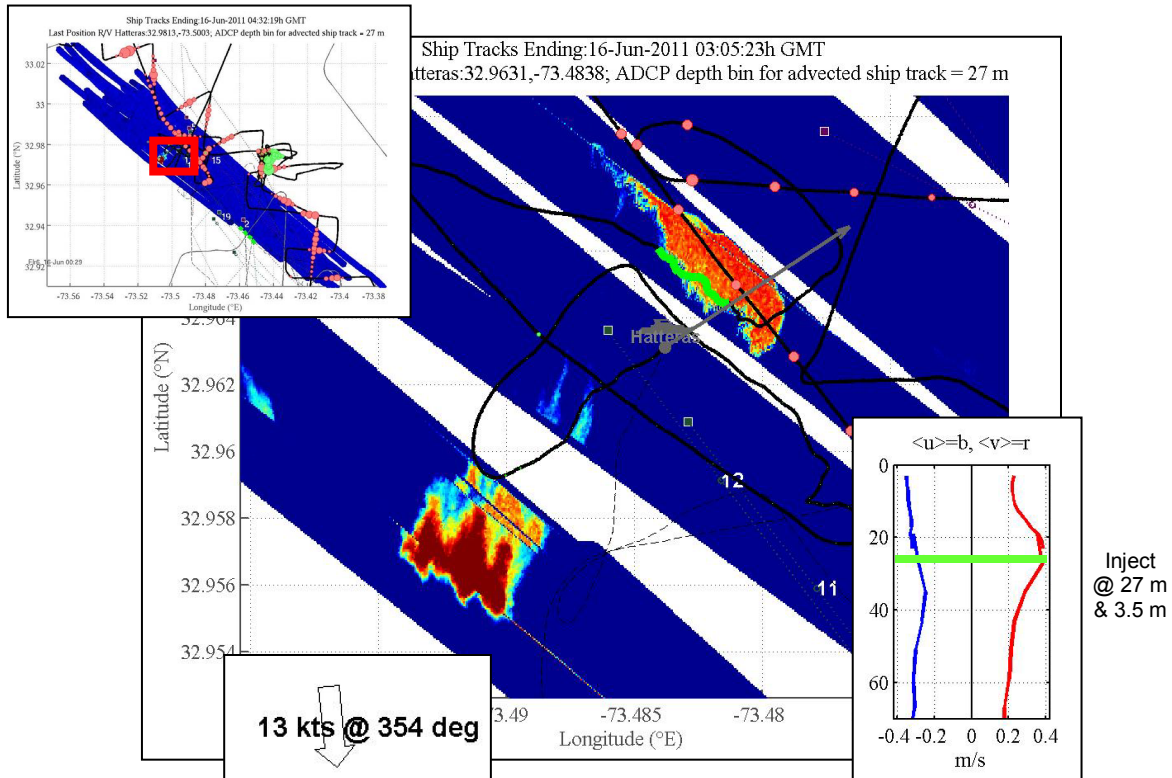 Ship Tracks Ending:16-Jun-2011 04:32:19h GMT
Last Position R/V Hatteras:32.9813,-73.5003; ADCP depth bin for advected ship track = 27 m
33.02
33
32.98
32.96
32.94
32.92
Latitude (°N)
15
19
2
16 Jun 00:29
-73.56 -73.54 -73.52 -73.5 -73.48 -73.46 -73.44 -73.42 -73.4 -73.38
Longitude (°E)
Ship Tracks Ending:16-Jun-2011 03:05:23h GMT
atteras:32.9631,-73.4838; ADCP depth bin for advected ship track = 27 m
Hatteras
32.964
32.962
32.96
32.958
32.956
32.954
Latitude (°N)
12
11
-73.49 -73.485 -73.48
Longitude (°E)
13 kts @ 354 deg
<u>=b, <v>=r
0
20
40
60
-0.4 -0.2 0 0.2 0.4
m/s
Inject
@ 27 m
& 3.5 m